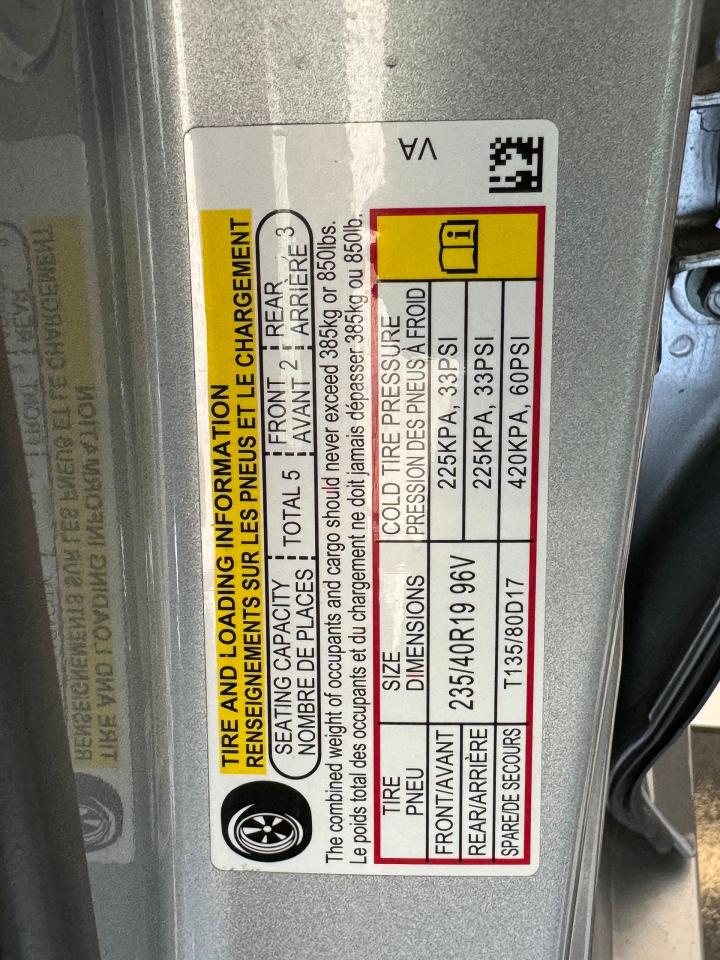 TIRE AND LOADING INFORMATION
RENSEIGNEMENTS SUR LES PNEUS ET LE CHARGEMENT
SEATING CAPACITY TOTAL 5 FRONT 2 REAR 3
NOMBRE DE PLACES AVANT ARRIÈRE
The combined weight of occupants and cargo should never exceed 385kg or 850lbs.
Le poids total des occupants et du chargement ne doit jamais dépasser 385kg ou 850lb.
TIRE SIZE COLD TIRE PRESSURE
PNEU DIMENSIONS PRESSION DES PNEUS À FROID
FRONT/AVANT 235/40R19 96V 225KPA, 33PSI
REAR/ARRIÈRE 225KPA, 33PSI
SPARE/DE SECOURS T135/80D17 420KPA, 60PSI
VA